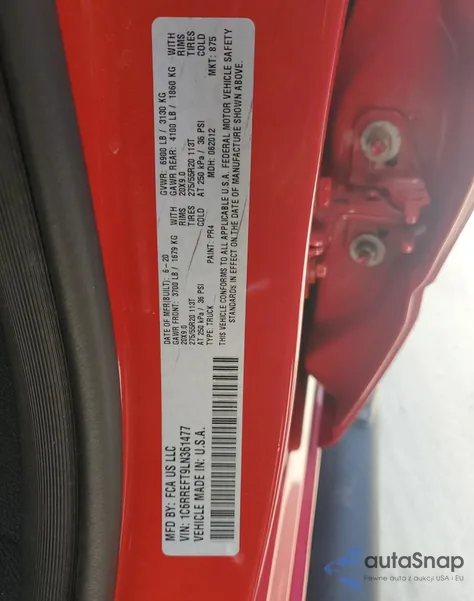 MFD BY: FCA US LLC
DATE OF MFR(BUILT): 6-20
GVWR: 6900 LB / 3130 KG
GAWR FRONT: 3700 LB / 1679 KG WITH
20X9.0 RIMS
275/55R20 113T TIRES
AT 250 kPa / 36 PSI COLD
GAWR REAR: 4100 LB / 1860 KG WITH
20X9.0 RIMS
275/55R20 113T TIRES
AT 250 kPa / 36 PSI COLD
VIN: 1C6RREFT9LN361477
TYPE: TRUCK
PAINT: PR4
MDH: 062012
MKT: 875
VEHICLE MADE IN: U.S.A.
THIS VEHICLE CONFORMS TO ALL APPLICABLE U.S.A. FEDERAL MOTOR VEHICLE SAFETY
STANDARDS IN EFFECT ON THE DATE OF MANUFACTURE SHOWN ABOVE.
autoSnap
Pewne auta z aukcji USA i EU